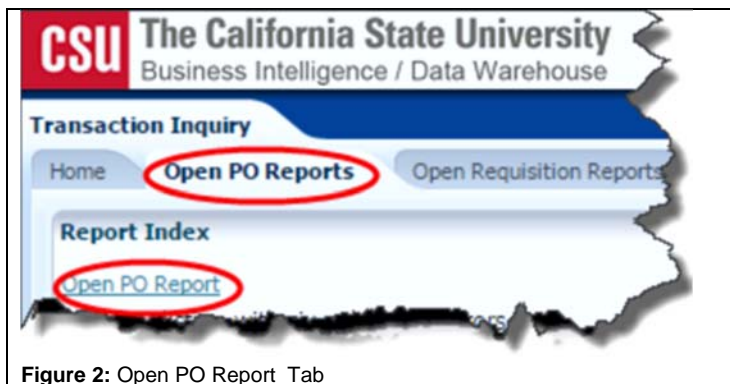 CSU The California State University
Business Intelligence / Data Warehouse
Transaction Inquiry
Home Open PO Reports Open Requisition Reports
Report Index
Open PO Report
Figure 2: Open PO Report Tab